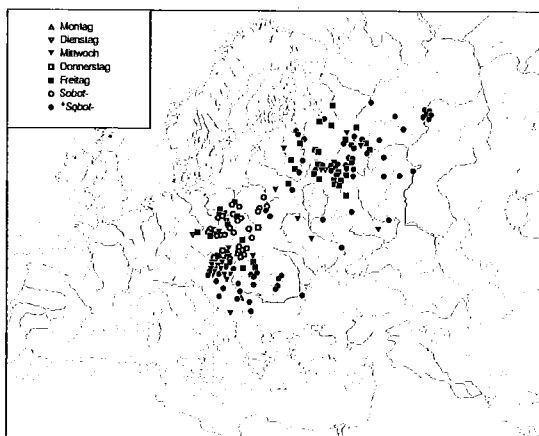 Montag
Dienstag
Mittwoch
Donnerstag
Freitag
Sobot-
*Sǫbot-